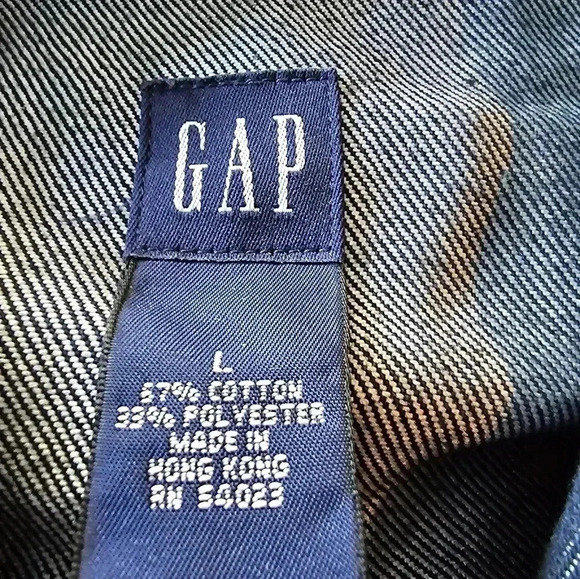 GAP
L
67% COTTON
33% POLYESTER
MADE IN
HONG KONG
RN 54023